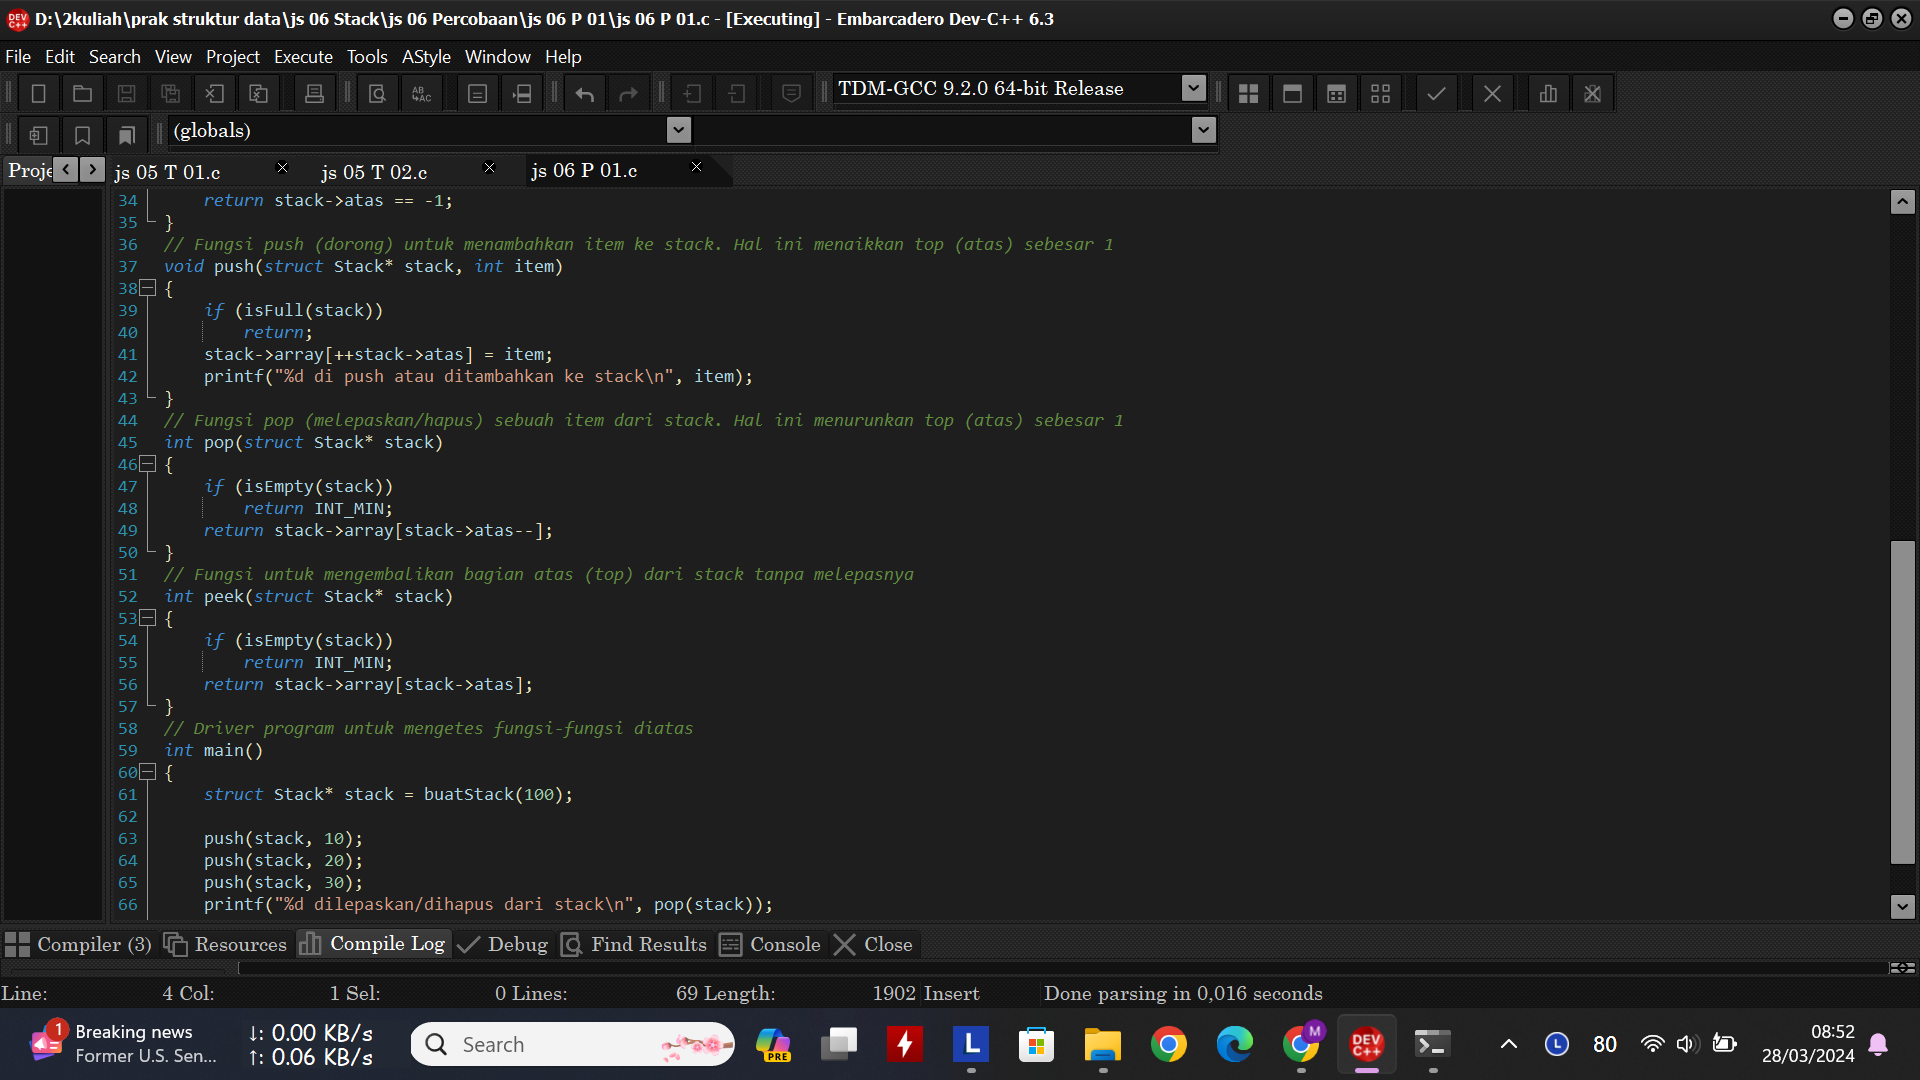 D:\2kuliah\prak struktur data\js 06 Stack\js 06 Percobaan\js 06 P 01\js 06 P 01.c - [Executing] - Embarcadero Dev-C++ 6.3
File Edit Search View Project Execute Tools AStyle Window Help
TDM-GCC 9.2.0 64-bit Release
(globals)
Proje js 05 T 01.c js 05 T 02.c js 06 P 01.c
34 return stack->atas == -1;
35 }
36 // Fungsi push (dorong) untuk menambahkan item ke stack. Hal ini menaikkan top (atas) sebesar 1
37 void push(struct Stack* stack, int item)
38 {
39 if (isFull(stack))
40 return;
41 stack->array[++stack->atas] = item;
42 printf("%d di push atau ditambahkan ke stack\n", item);
43 }
44 // Fungsi pop (melepaskan/hapus) sebuah item dari stack. Hal ini menurunkan top (atas) sebesar 1
45 int pop(struct Stack* stack)
46 {
47 if (isEmpty(stack))
48 return INT_MIN;
49 return stack->array[stack->atas--];
50 }
51 // Fungsi untuk mengembalikan bagian atas (top) dari stack tanpa melepasnya
52 int peek(struct Stack* stack)
53 {
54 if (isEmpty(stack))
55 return INT_MIN;
56 return stack->array[stack->atas];
57 }
58 // Driver program untuk mengetes fungsi-fungsi diatas
59 int main()
60 {
61 struct Stack* stack = buatStack(100);
62
63 push(stack, 10);
64 push(stack, 20);
65 push(stack, 30);
66 printf("%d dilepaskan/dihapus dari stack\n", pop(stack));
Compiler (3) Resources Compile Log Debug Find Results Console Close
Line: 4 Col: 1 Sel: 0 Lines: 69 Length: 1902 Insert Done parsing in 0,016 seconds
1 Breaking news
Former U.S. Sen...
↓: 0.00 KB/s
↑: 0.06 KB/s
Search
PRE
L
M
DEV
C++
L
80
08:52
28/03/2024